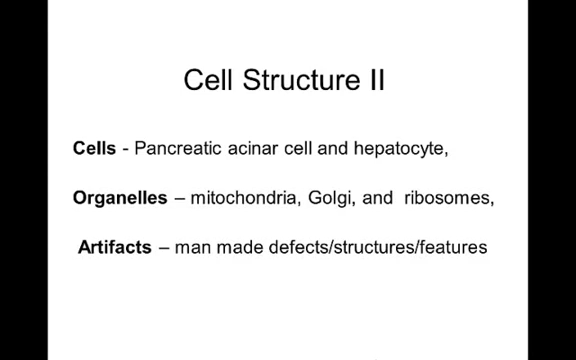 Cell Structure II
Cells - Pancreatic acinar cell and hepatocyte,
Organelles – mitochondria, Golgi, and ribosomes,
Artifacts – man made defects/structures/features